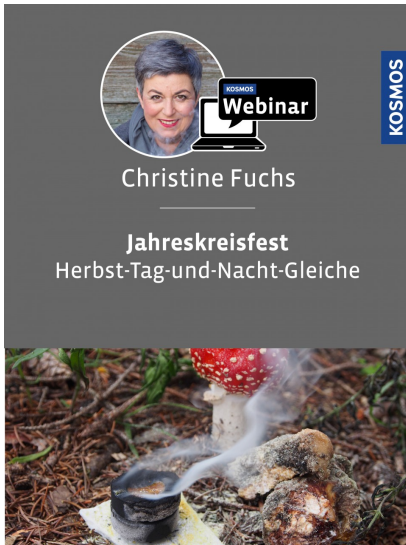 KOSMOS
Webinar
KOSMOS
Christine Fuchs
Jahreskreisfest
Herbst-Tag-und-Nacht-Gleiche